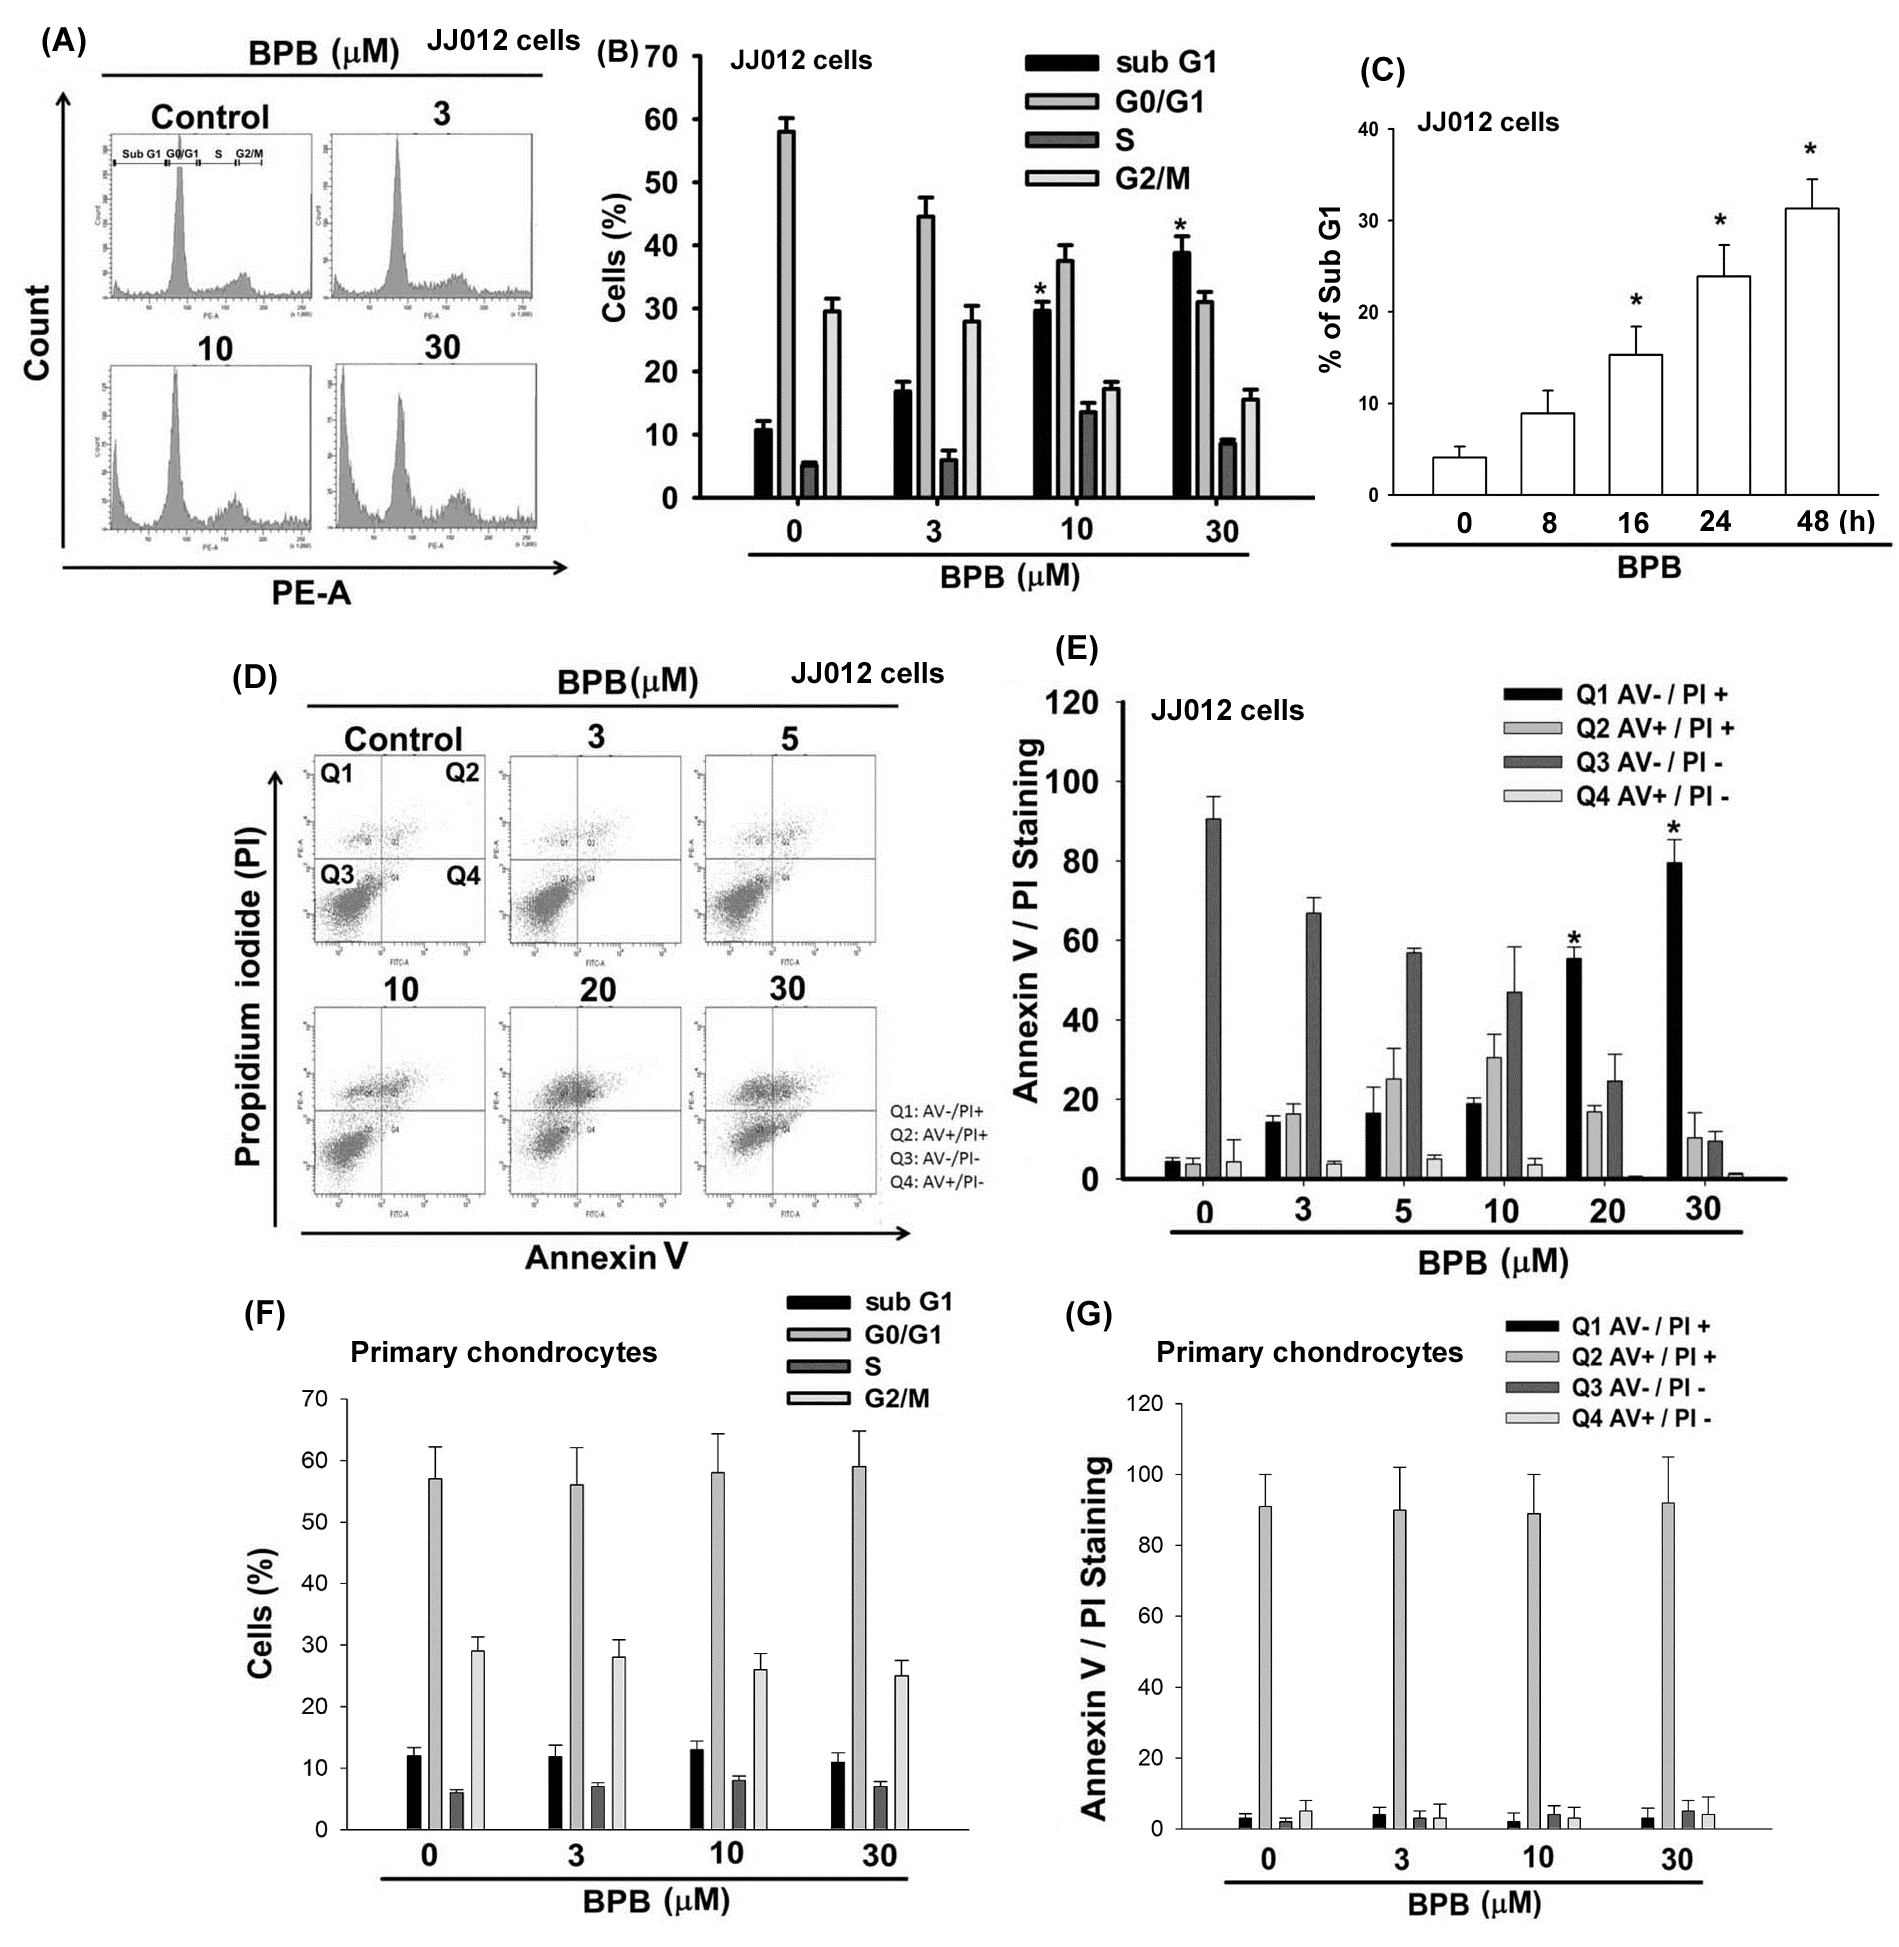 (A)
BPB (μM)
JJ012 cells
Control
3
Sub G1 G0/G1 S G2/M
10
30
Count
PE-A
(B)
JJ012 cells
sub G1
G0/G1
S
G2/M
70
60
50
40
30
20
10
0
Cells (%)
*
*
0 3 10 30
BPB (μM)
(C)
JJ012 cells
40
30
20
10
0
% of Sub G1
*
*
*
0 8 16 24 48 (h)
BPB
(D)
BPB(μM)
JJ012 cells
Control
3
5
Q1 Q2
Q3 Q4
PE-A
FITC-A FITC-A FITC-A
10
20
30
FITC-A FITC-A FITC-A
Q1: AV-/PI+
Q2: AV+/PI+
Q3: AV-/PI-
Q4: AV+/PI-
Propidium iodide (PI)
Annexin V
(E)
JJ012 cells
Q1 AV- / PI +
Q2 AV+ / PI +
Q3 AV- / PI -
Q4 AV+ / PI -
120
100
80
60
40
20
0
Annexin V / PI Staining
*
*
0 3 5 10 20 30
BPB (μM)
(F)
Primary chondrocytes
sub G1
G0/G1
S
G2/M
70
60
50
40
30
20
10
0
Cells (%)
0 3 10 30
BPB (μM)
(G)
Primary chondrocytes
Q1 AV- / PI +
Q2 AV+ / PI +
Q3 AV- / PI -
Q4 AV+ / PI -
120
100
80
60
40
20
0
Annexin V / PI Staining
0 3 10 30
BPB (μM)